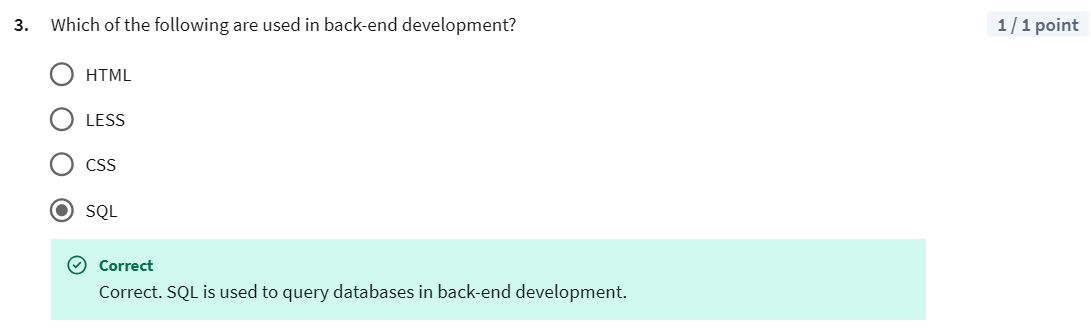 3. Which of the following are used in back-end development?
1 / 1 point
HTML
LESS
CSS
SQL
Correct
Correct. SQL is used to query databases in back-end development.